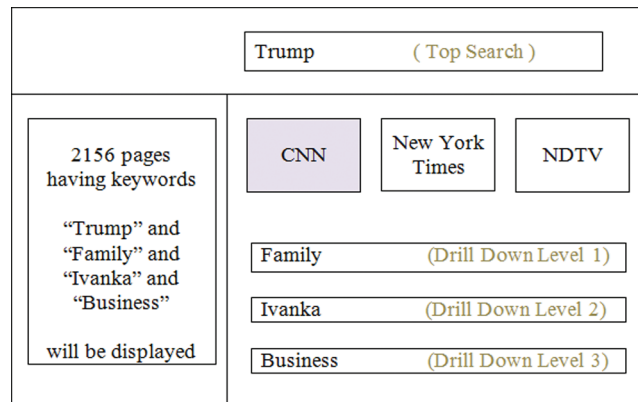 Trump ( Top Search )
2156 pages
having keywords
“Trump” and
“Family” and
“Ivanka” and
“Business”
will be displayed
CNN
New York
Times
NDTV
Family (Drill Down Level 1)
Ivanka (Drill Down Level 2)
Business (Drill Down Level 3)